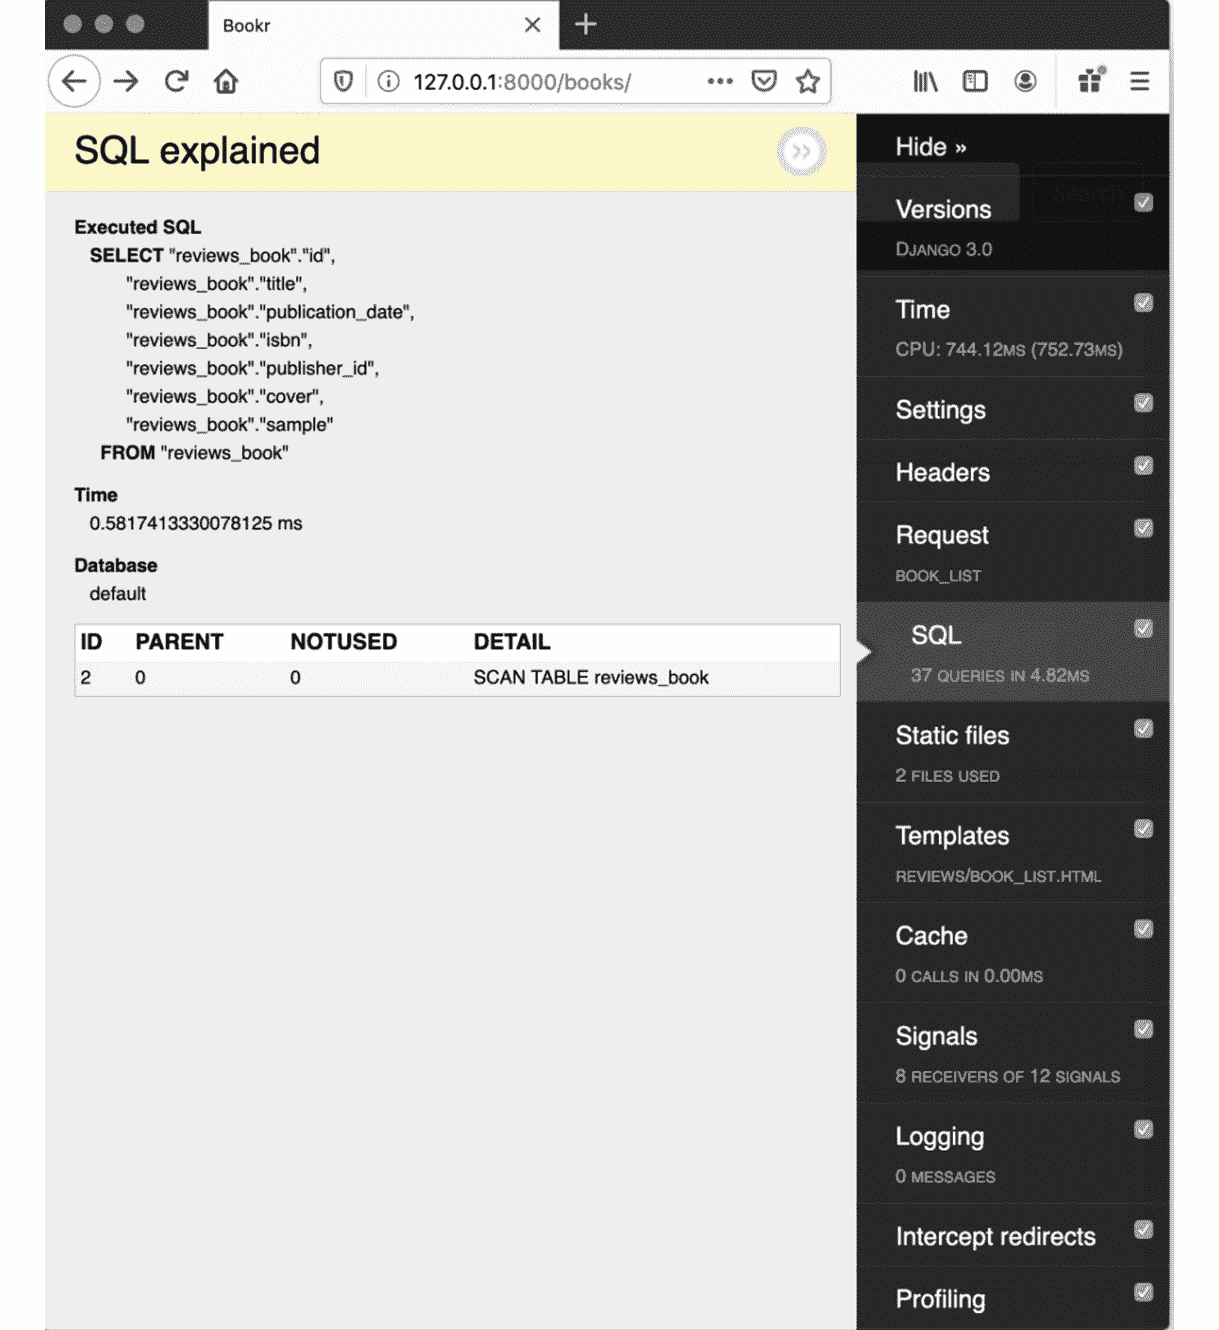 Bookr
127.0.0.1:8000/books/
SQL explained
Executed SQL
SELECT "reviews_book"."id",
"reviews_book"."title",
"reviews_book"."publication_date",
"reviews_book"."isbn",
"reviews_book"."publisher_id",
"reviews_book"."cover",
"reviews_book"."sample"
FROM "reviews_book"
Time
0.5817413330078125 ms
Database
default
ID PARENT NOTUSED DETAIL
2 0 0 SCAN TABLE reviews_book
Hide »
Search
Versions
DJANGO 3.0
Time
CPU: 744.12MS (752.73MS)
Settings
Headers
Request
BOOK_LIST
SQL
37 QUERIES IN 4.82MS
Static files
2 FILES USED
Templates
REVIEWS/BOOK_LIST.HTML
Cache
0 CALLS IN 0.00MS
Signals
8 RECEIVERS OF 12 SIGNALS
Logging
0 MESSAGES
Intercept redirects
Profiling